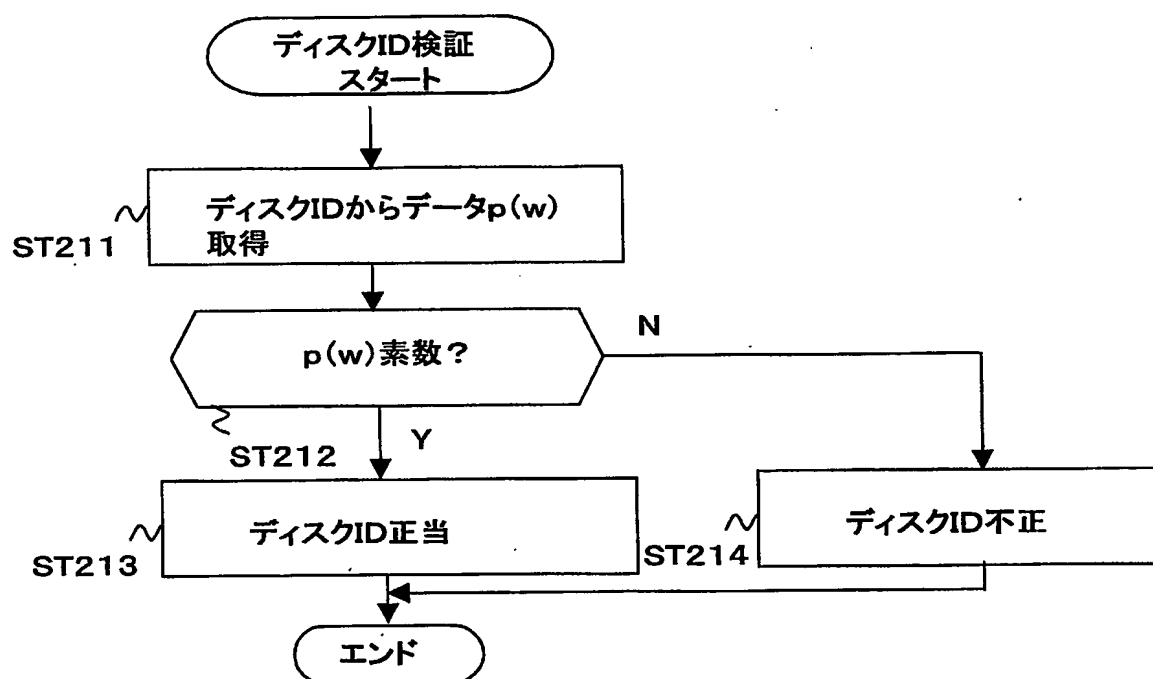 ディスクID検証
スタート
ディスクIDからデータp(w)
取得
ST211
p(w)素数?
N
ST212
Y
ディスクID正当
ST213
ディスクID不正
ST214
エンド